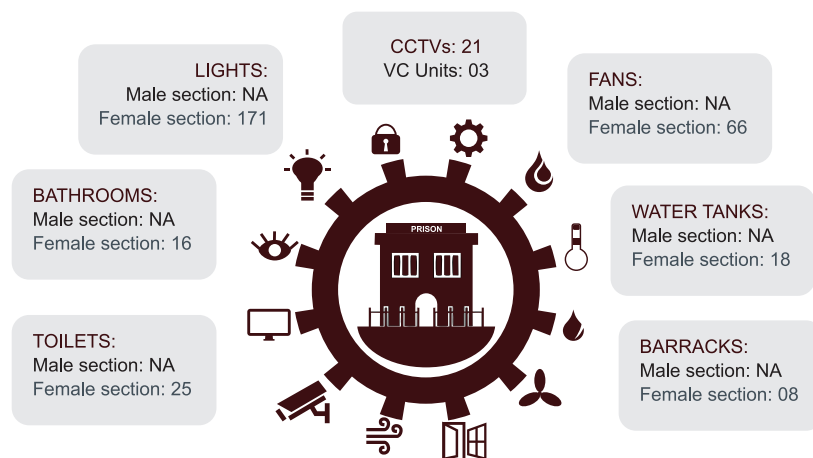 CCTVs: 21
VC Units: 03
LIGHTS:
Male section: NA
Female section: 171
FANS:
Male section: NA
Female section: 66
BATHROOMS:
Male section: NA
Female section: 16
WATER TANKS:
Male section: NA
Female section: 18
PRISON
TOILETS:
Male section: NA
Female section: 25
BARRACKS:
Male section: NA
Female section: 08